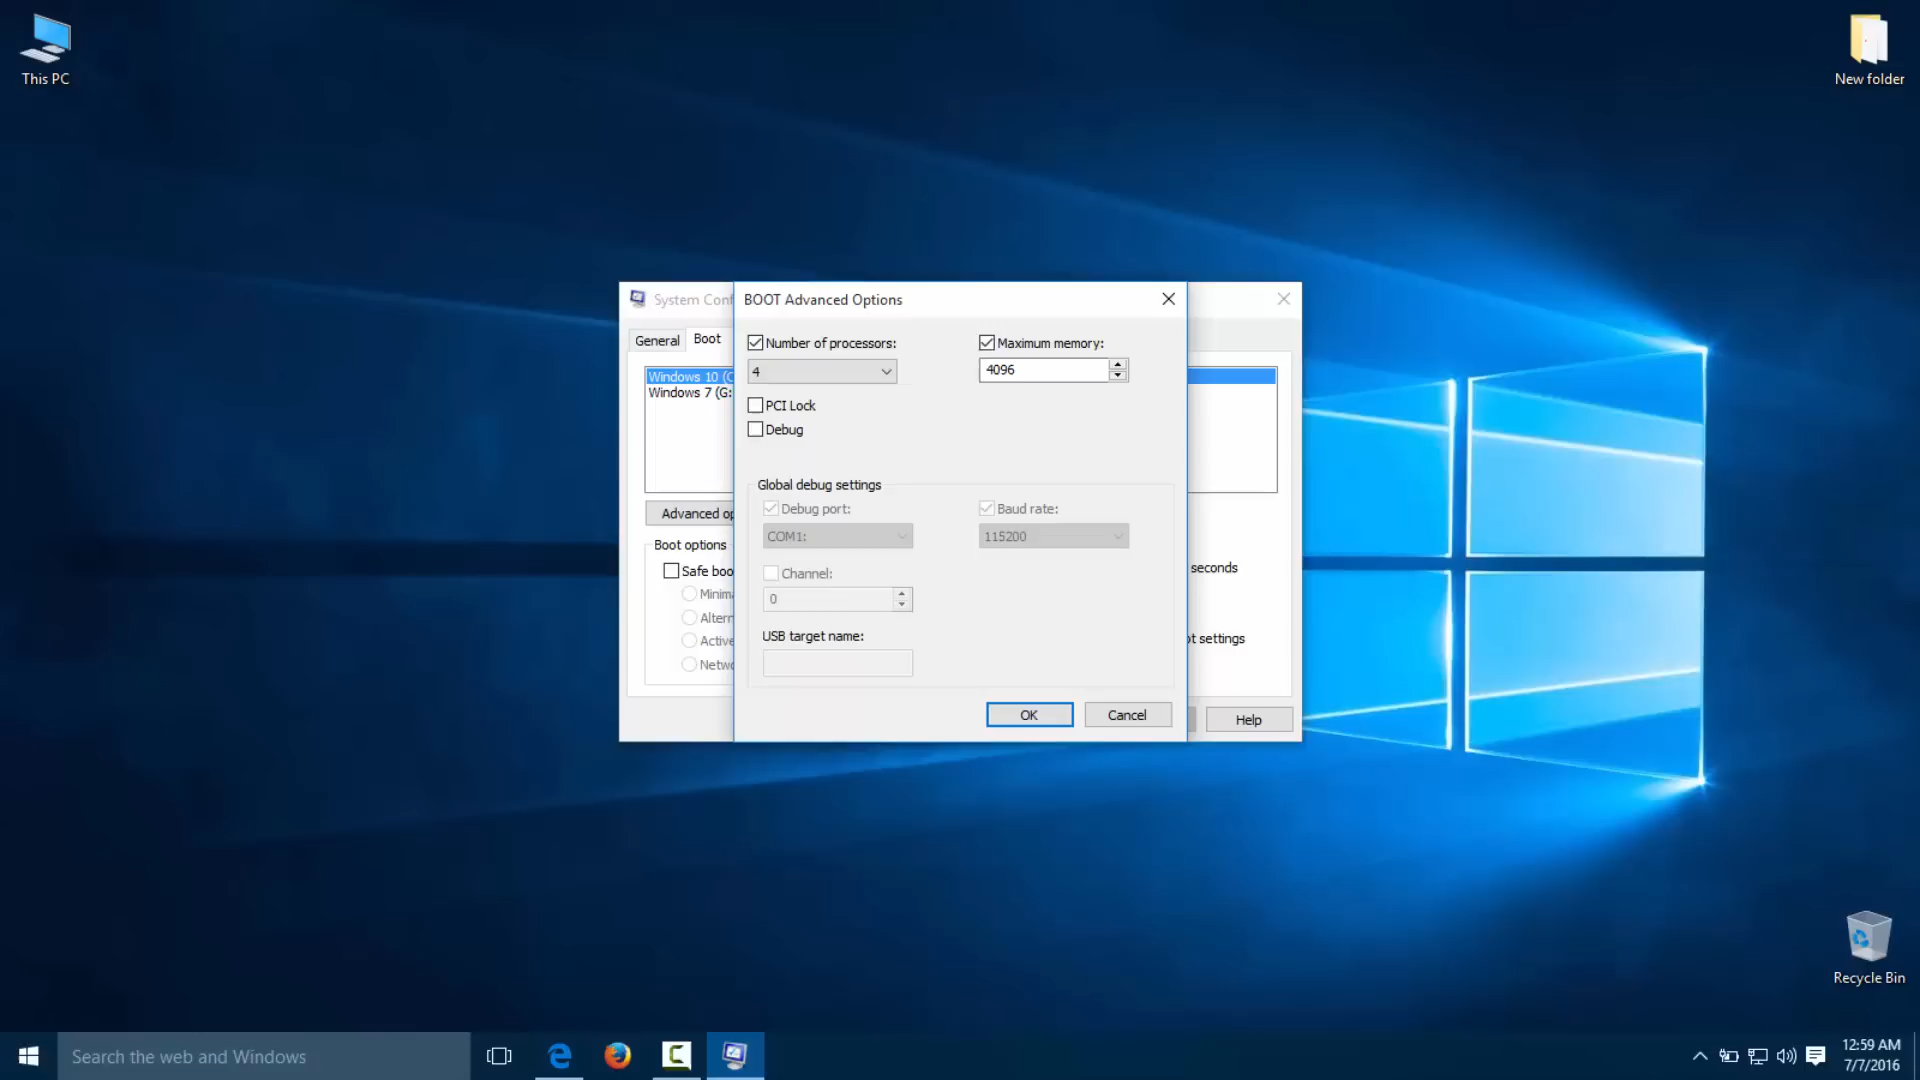 This PC
New folder
System Conf
BOOT Advanced Options
General
Boot
Number of processors:
Maximum memory:
4
4096
Windows 10 (C
Windows 7 (G:
PCI Lock
Debug
Global debug settings
Debug port:
Baud rate:
COM1:
115200
Advanced op
Boot options
Safe boo
Channel:
seconds
Minima
0
Altern
Active
USB target name:
ot settings
Netwo
OK
Cancel
Help
Recycle Bin
Search the web and Windows
12:59 AM
7/7/2016